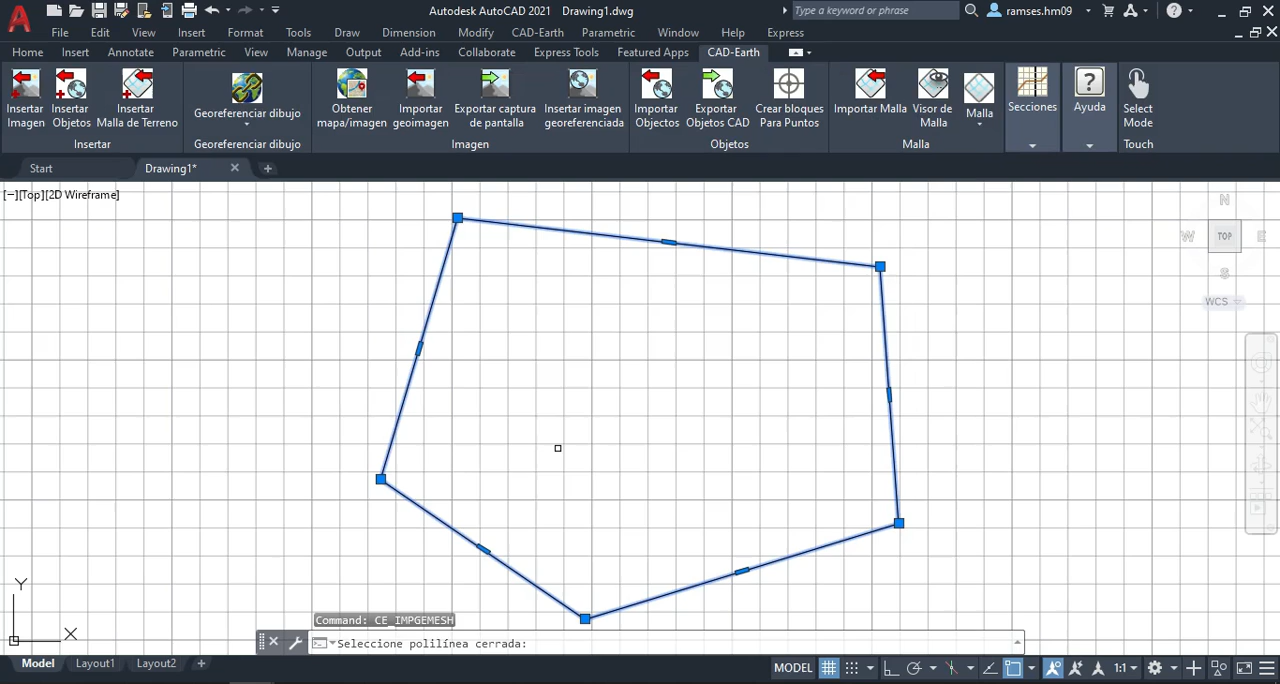 Autodesk AutoCAD 2021 Drawing1.dwg
Type a keyword or phrase
ramses.hm09
File Edit View Insert Format Tools Draw Dimension Modify CAD-Earth Parametric Window Help Express
Home Insert Annotate Parametric View Manage Output Add-ins Collaborate Express Tools Featured Apps CAD-Earth
Insertar Imagen
Insertar Objetos
Insertar Malla de Terreno
Georeferenciar dibujo
Obtener mapa/imagen
Importar geoimagen
Exportar captura de pantalla
Insertar imagen georeferenciada
Importar Objectos
Exportar Objetos CAD
Crear bloques Para Puntos
Importar Malla
Visor de Malla
Malla
Secciones
Ayuda
Select Mode
Insertar
Georeferenciar dibujo
Imagen
Objetos
Malla
Touch
Start Drawing1*
[−][Top][2D Wireframe]
N
W TOP E
S
WCS
Y
X
Command: CE_IMPGEMESH
Seleccione polilínea cerrada:
Model Layout1 Layout2
MODEL
1:1